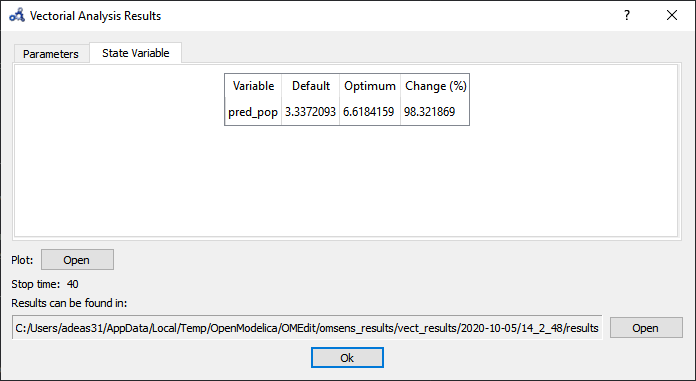 Vectorial Analysis Results
Parameters State Variable
Variable Default Optimum Change (%)
pred_pop 3.3372093 6.6184159 98.321869
Plot: Open
Stop time: 40
Results can be found in:
C:/Users/adeas31/AppData/Local/Temp/OpenModelica/OMEdit/omsens_results/vect_results/2020-10-05/14_2_48/results Open
Ok